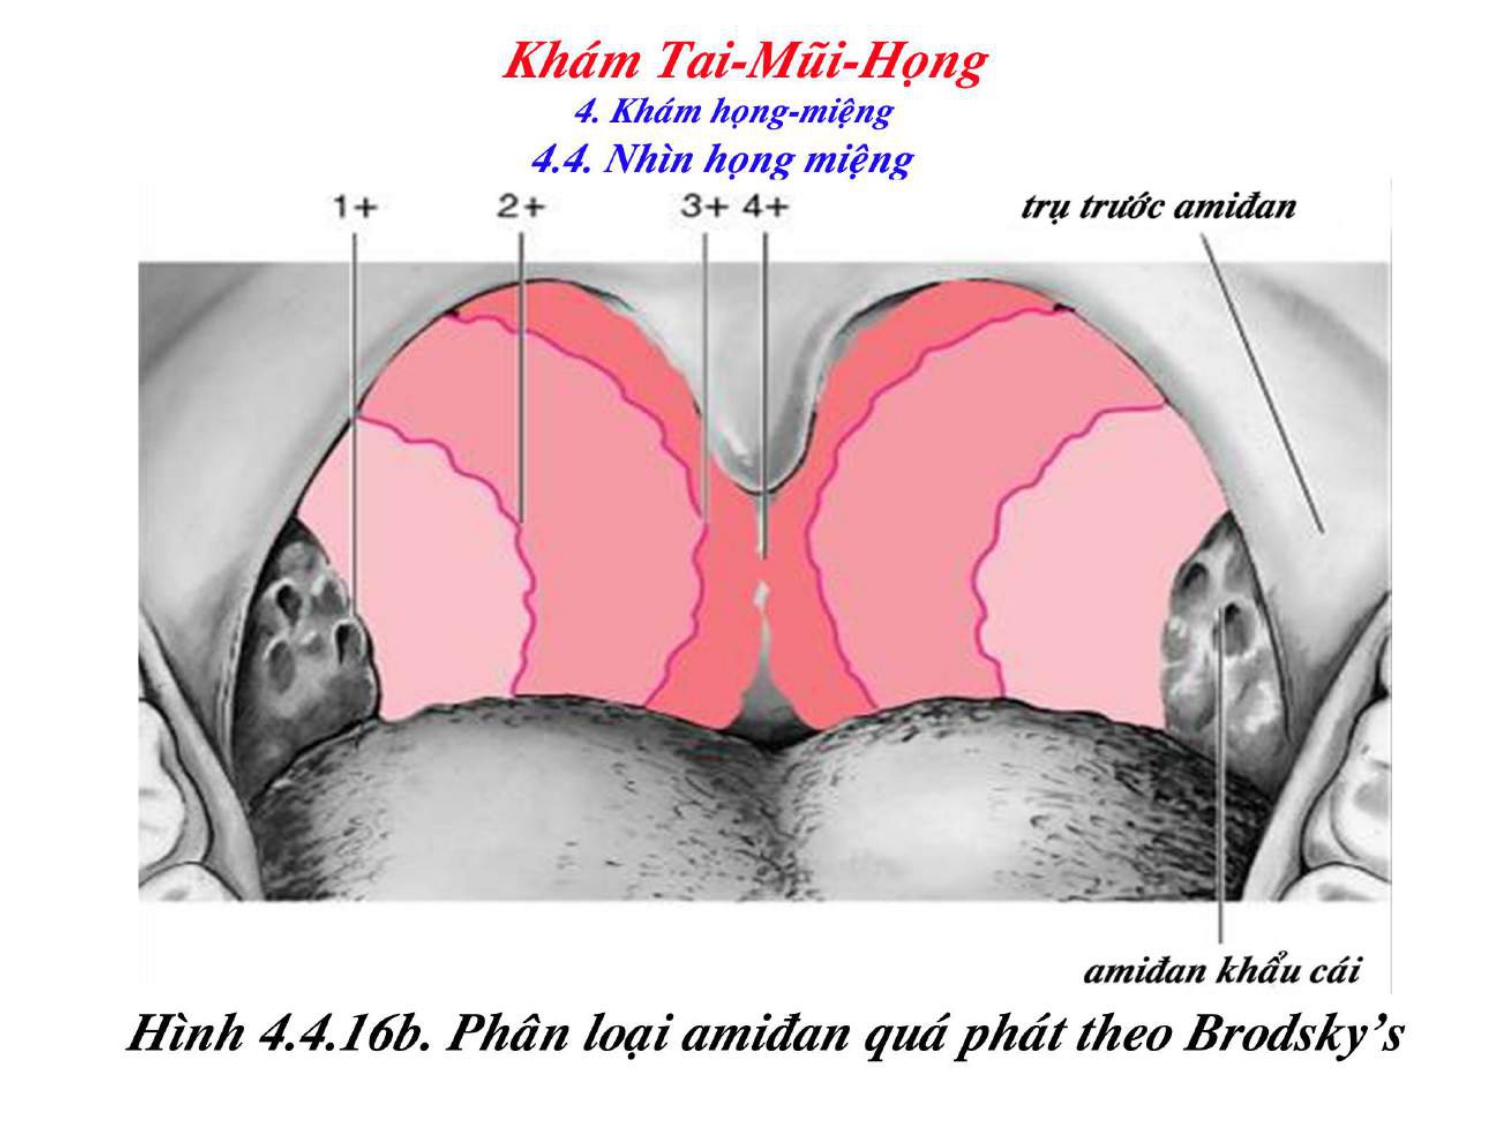 Khám Tai-Mũi-Họng
4. Khám họng-miệng
4.4. Nhìn họng miệng
1+ 2+ 3+ 4+ trụ trước amiđan
amiđan khẩu cái
Hình 4.4.16b. Phân loại amiđan quá phát theo Brodsky’s